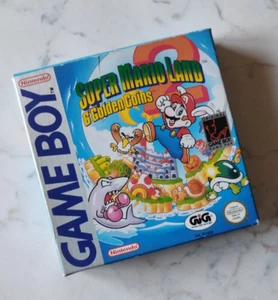 Nintendo
GAME BOY
SUPER MARIO LAND
2
6 Golden Coins
GiG
Nintendo